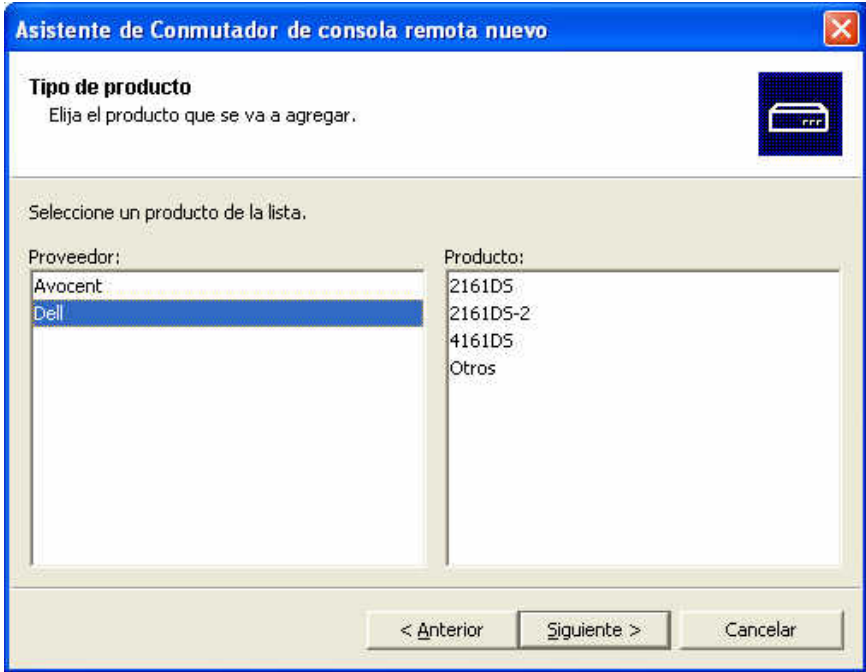 Asistente de Conmutador de consola remota nuevo
Tipo de producto
Elija el producto que se va a agregar.
Seleccione un producto de la lista.
Proveedor:
Avocent
Dell
Producto:
2161DS
2161DS-2
4161DS
Otros
< Anterior
Siguiente >
Cancelar